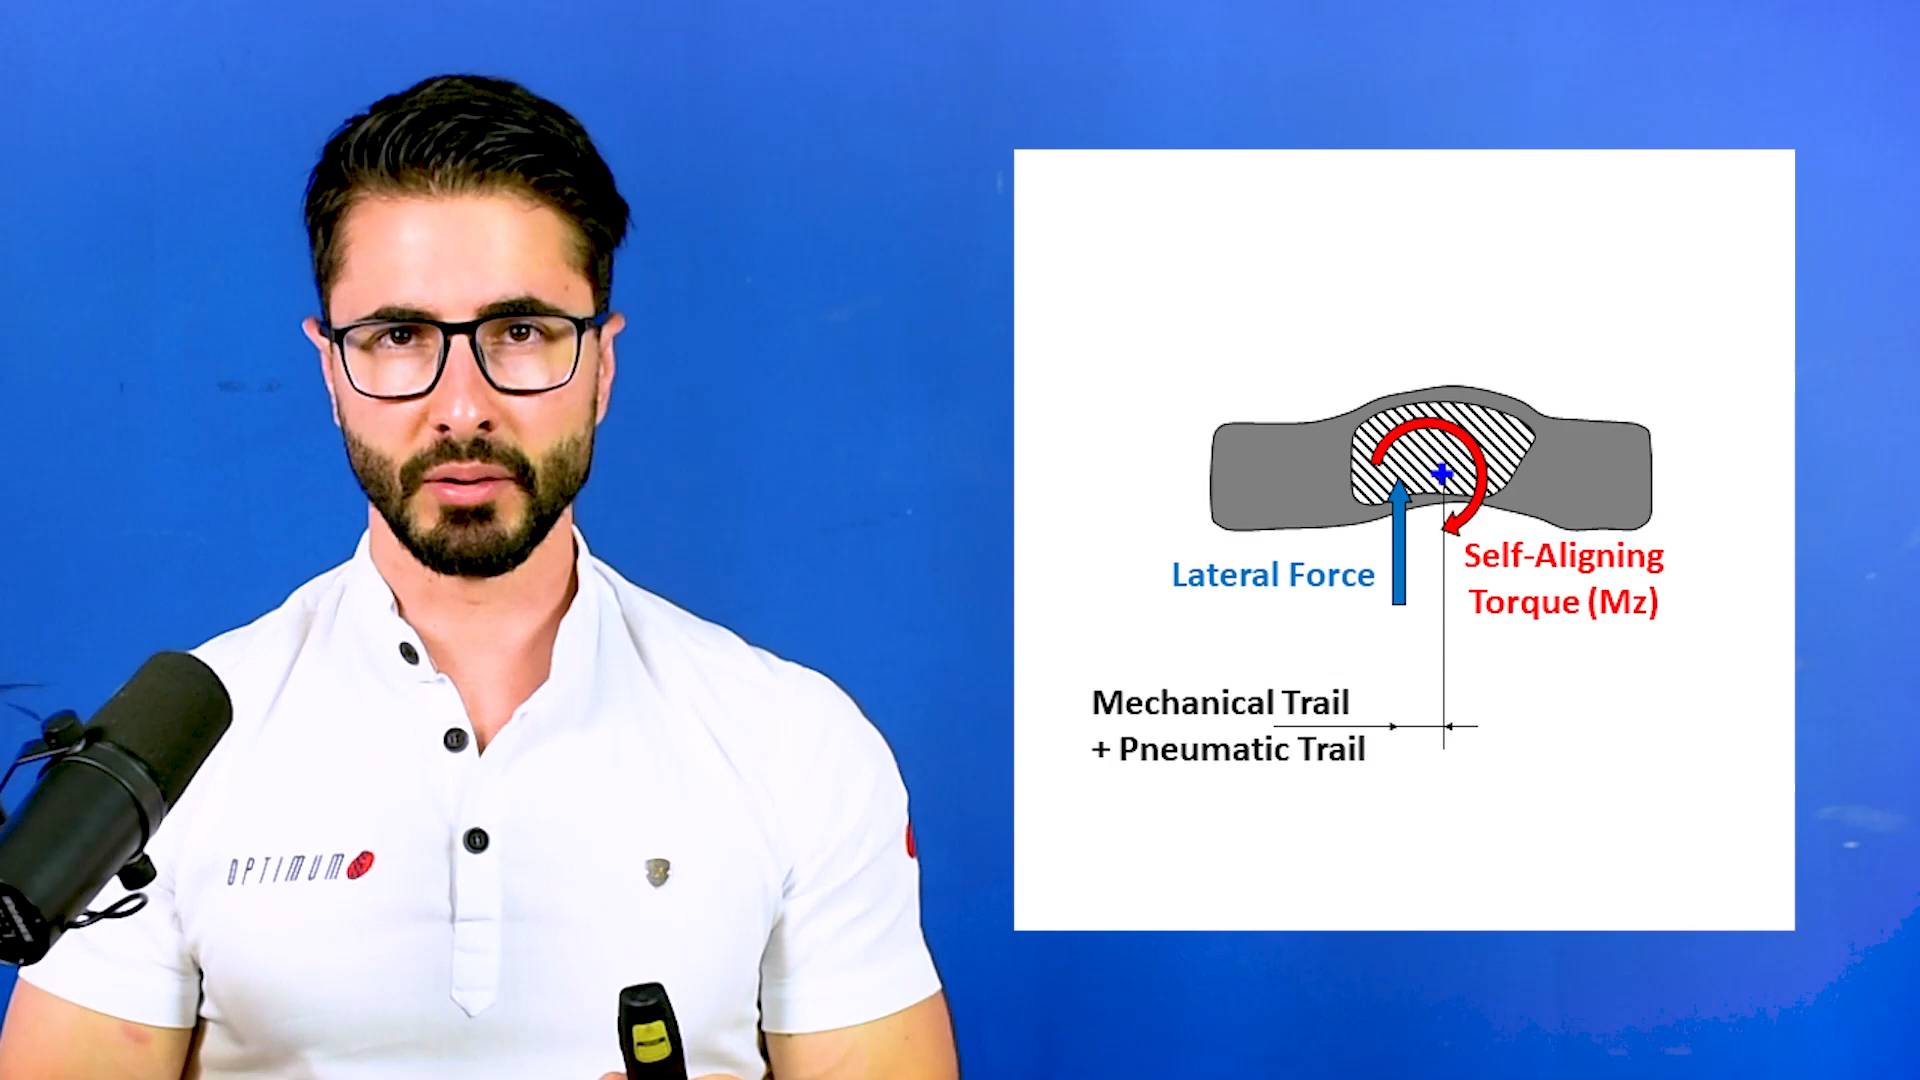 Lateral Force
Self-Aligning
Torque (Mz)
Mechanical Trail
+ Pneumatic Trail
OPTIMUM